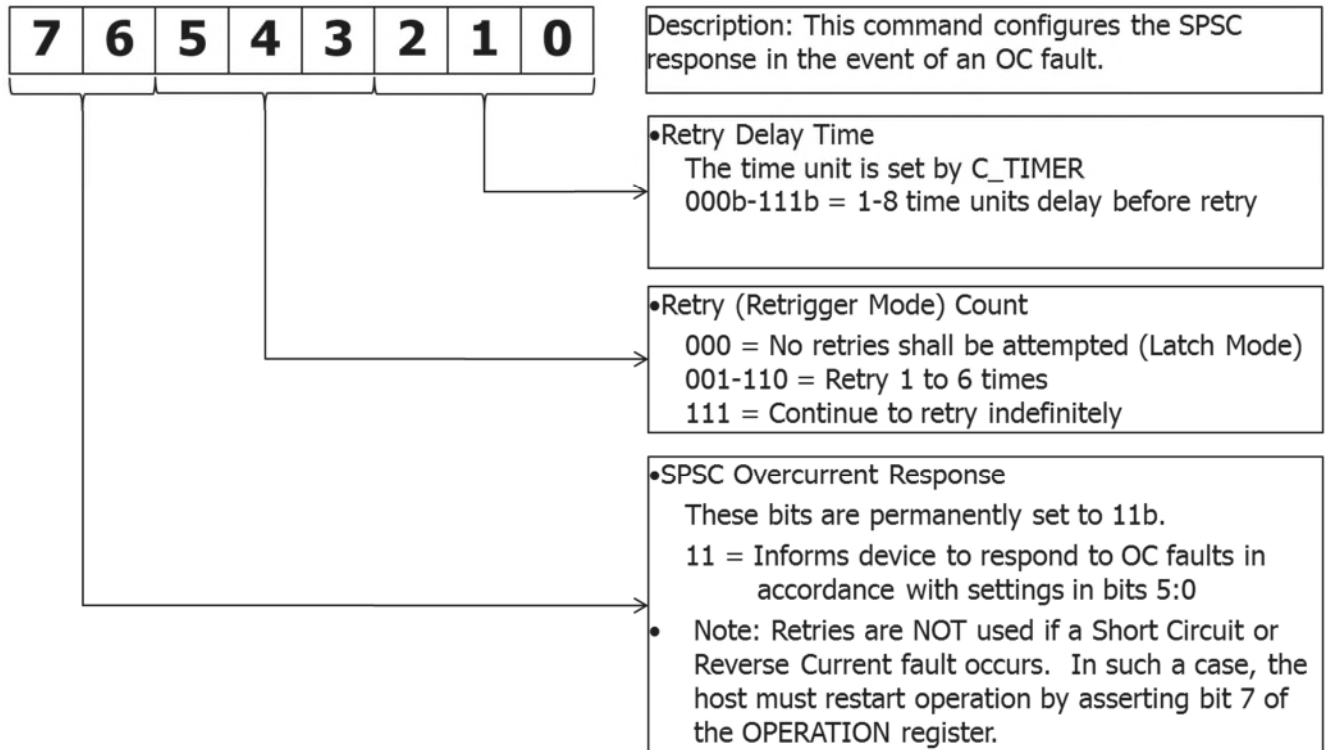 7 6 5 4 3 2 1 0
Description: This command configures the SPSC
response in the event of an OC fault.
•Retry Delay Time
The time unit is set by C_TIMER
000b-111b = 1-8 time units delay before retry
•Retry (Retrigger Mode) Count
000 = No retries shall be attempted (Latch Mode)
001-110 = Retry 1 to 6 times
111 = Continue to retry indefinitely
•SPSC Overcurrent Response
These bits are permanently set to 11b.
11 = Informs device to respond to OC faults in
accordance with settings in bits 5:0
• Note: Retries are NOT used if a Short Circuit or
Reverse Current fault occurs. In such a case, the
host must restart operation by asserting bit 7 of
the OPERATION register.